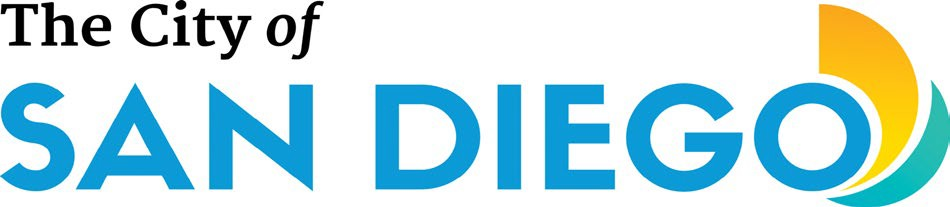 The City of
SAN DIEGO